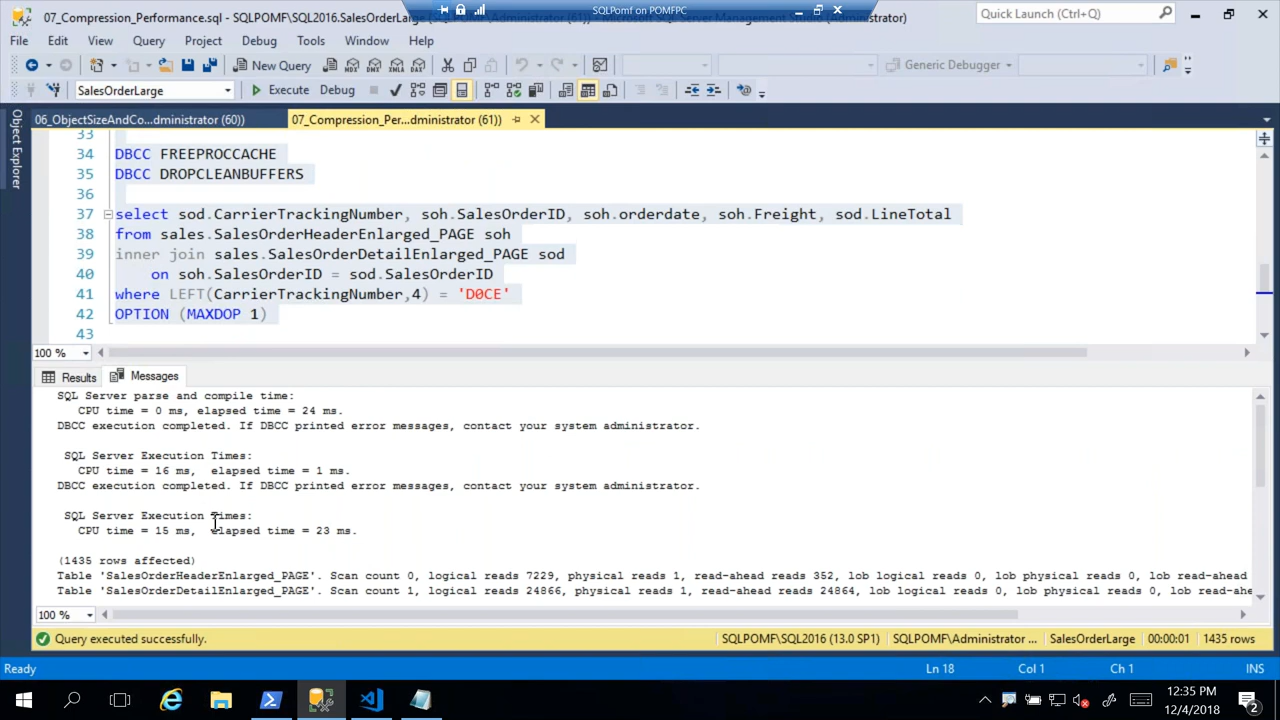 07_Compression_Performance.sql - SQLPOMF\SQL2016.SalesOrderLarge
SQLPomf on POMFPC
Quick Launch (Ctrl+Q)
File Edit View Query Project Debug Tools Window Help
New Query MDX DMX XMLA DAX Generic Debugger
SalesOrderLarge Execute Debug
06_ObjectSizeAndCo...dministrator (60)) 07_Compression_Per...dministrator (61))
Object Explorer
33
34 DBCC FREEPROCCACHE
35 DBCC DROPCLEANBUFFERS
36
37 select sod.CarrierTrackingNumber, soh.SalesOrderID, soh.orderdate, soh.Freight, sod.LineTotal
38 from sales.SalesOrderHeaderEnlarged_PAGE soh
39 inner join sales.SalesOrderDetailEnlarged_PAGE sod
40 on soh.SalesOrderID = sod.SalesOrderID
41 where LEFT(CarrierTrackingNumber,4) = 'D0CE'
42 OPTION (MAXDOP 1)
43
100 %
Results Messages
SQL Server parse and compile time:
CPU time = 0 ms, elapsed time = 24 ms.
DBCC execution completed. If DBCC printed error messages, contact your system administrator.
SQL Server Execution Times:
CPU time = 16 ms, elapsed time = 1 ms.
DBCC execution completed. If DBCC printed error messages, contact your system administrator.
SQL Server Execution Times:
CPU time = 15 ms, elapsed time = 23 ms.
(1435 rows affected)
Table 'SalesOrderHeaderEnlarged_PAGE'. Scan count 0, logical reads 7229, physical reads 1, read-ahead reads 352, lob logical reads 0, lob physical reads 0, lob read-ahead
Table 'SalesOrderDetailEnlarged_PAGE'. Scan count 1, logical reads 24866, physical reads 1, read-ahead reads 24864, lob logical reads 0, lob physical reads 0, lob read-ahe
100 %
Query executed successfully. SQLPOMF\SQL2016 (13.0 SP1) SQLPOMF\Administrator ... SalesOrderLarge 00:00:01 1435 rows
Ready Ln 18 Col 1 Ch 1 INS
12:35 PM
12/4/2018
2